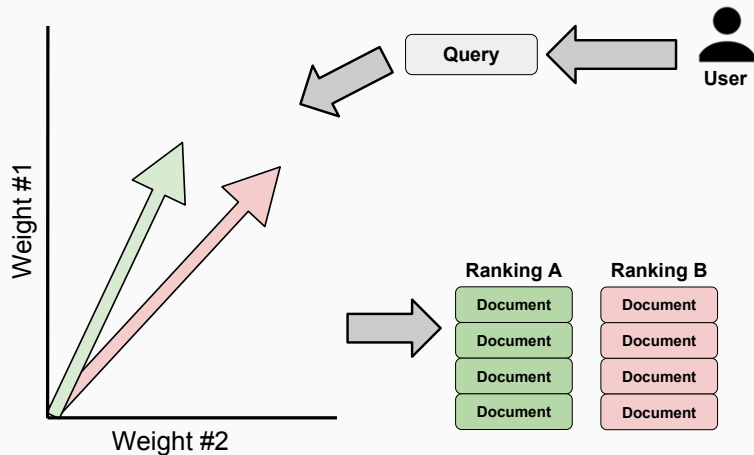 Query
User
Weight #1
Weight #2
Ranking A
Document
Document
Document
Document
Ranking B
Document
Document
Document
Document